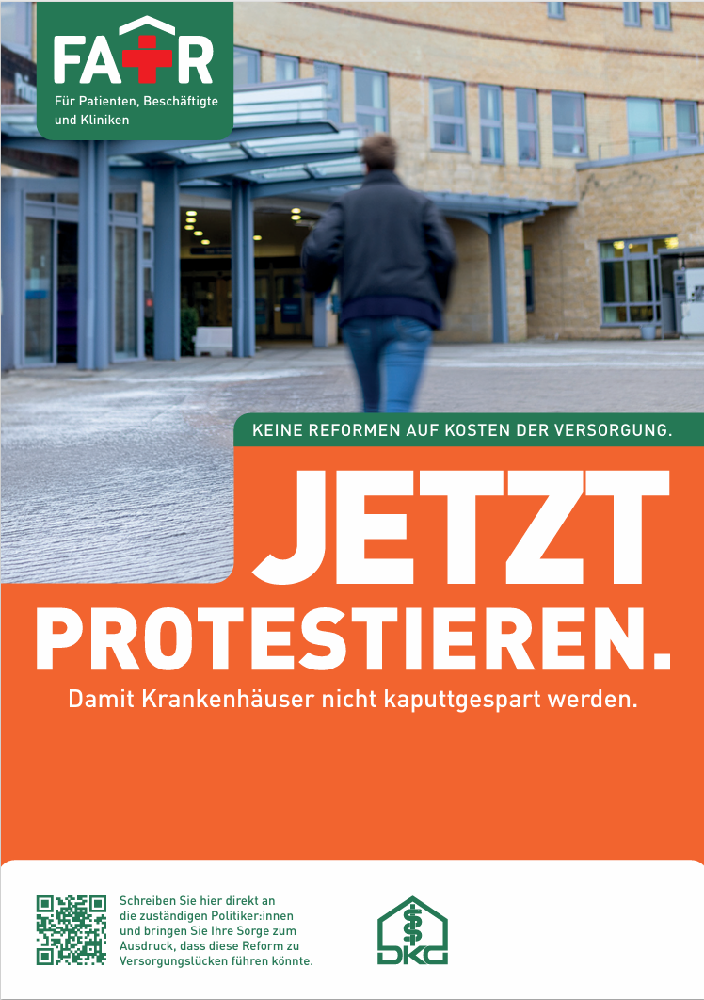 FAIR
Für Patienten, Beschäftigte
und Kliniken
KEINE REFORMEN AUF KOSTEN DER VERSORGUNG.
JETZT
PROTESTIEREN.
Damit Krankenhäuser nicht kaputtgespart werden.
Schreiben Sie hier direkt an
die zuständigen Politiker:innen
und bringen Sie Ihre Sorge zum
Ausdruck, dass diese Reform zu
Versorgungslücken führen könnte.
DKG